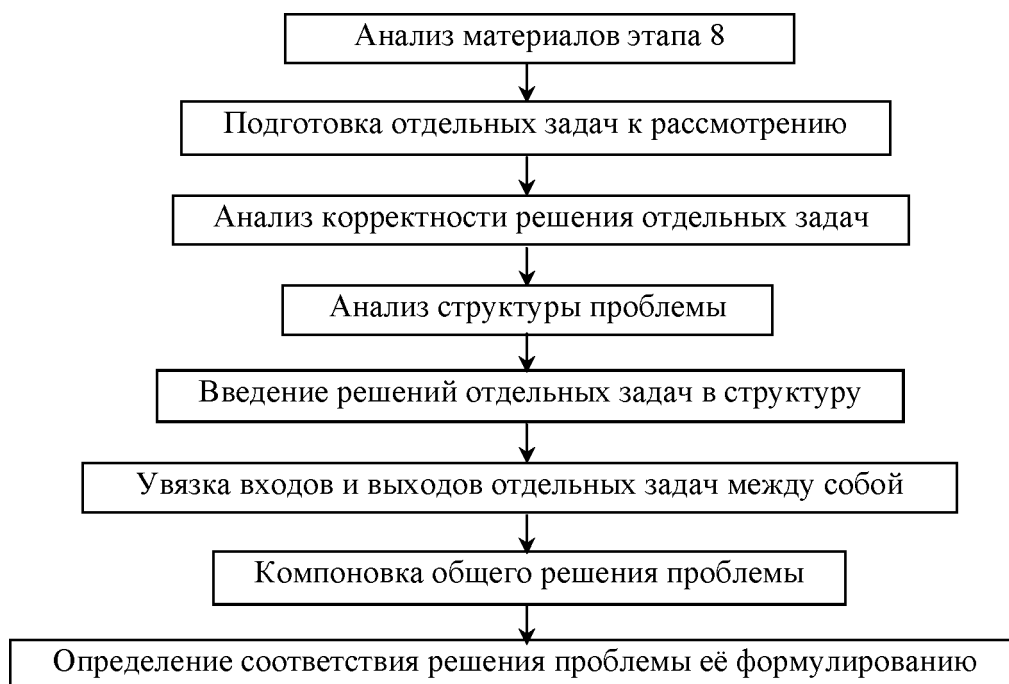 Анализ материалов этапа 8
Подготовка отдельных задач к рассмотрению
Анализ корректности решения отдельных задач
Анализ структуры проблемы
Введение решений отдельных задач в структуру
Увязка входов и выходов отдельных задач между собой
Компоновка общего решения проблемы
Определение соответствия решения проблемы её формулированию